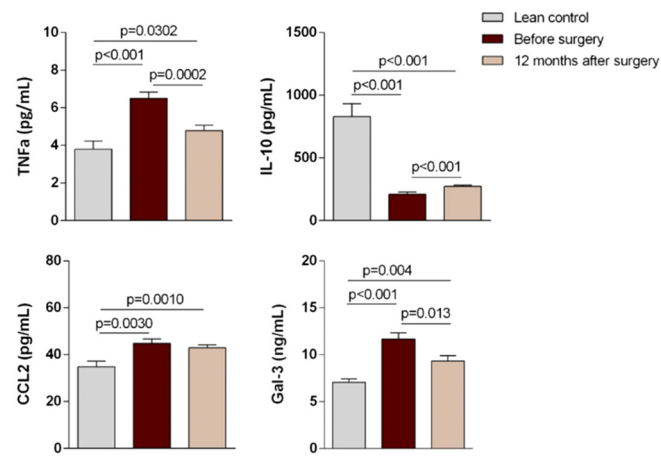 Lean control
Before surgery
12 months after surgery
p=0.0302
p<0.001
p=0.0002
TNFa (pg/mL)
10
8
6
4
2
0
p<0.001
p<0.001
p<0.001
IL-10 (pg/mL)
1500
1000
500
0
p=0.0010
p=0.0030
CCL2 (pg/mL)
80
60
40
20
0
p=0.004
p<0.001
p=0.013
Gal-3 (ng/mL)
20
15
10
5
0